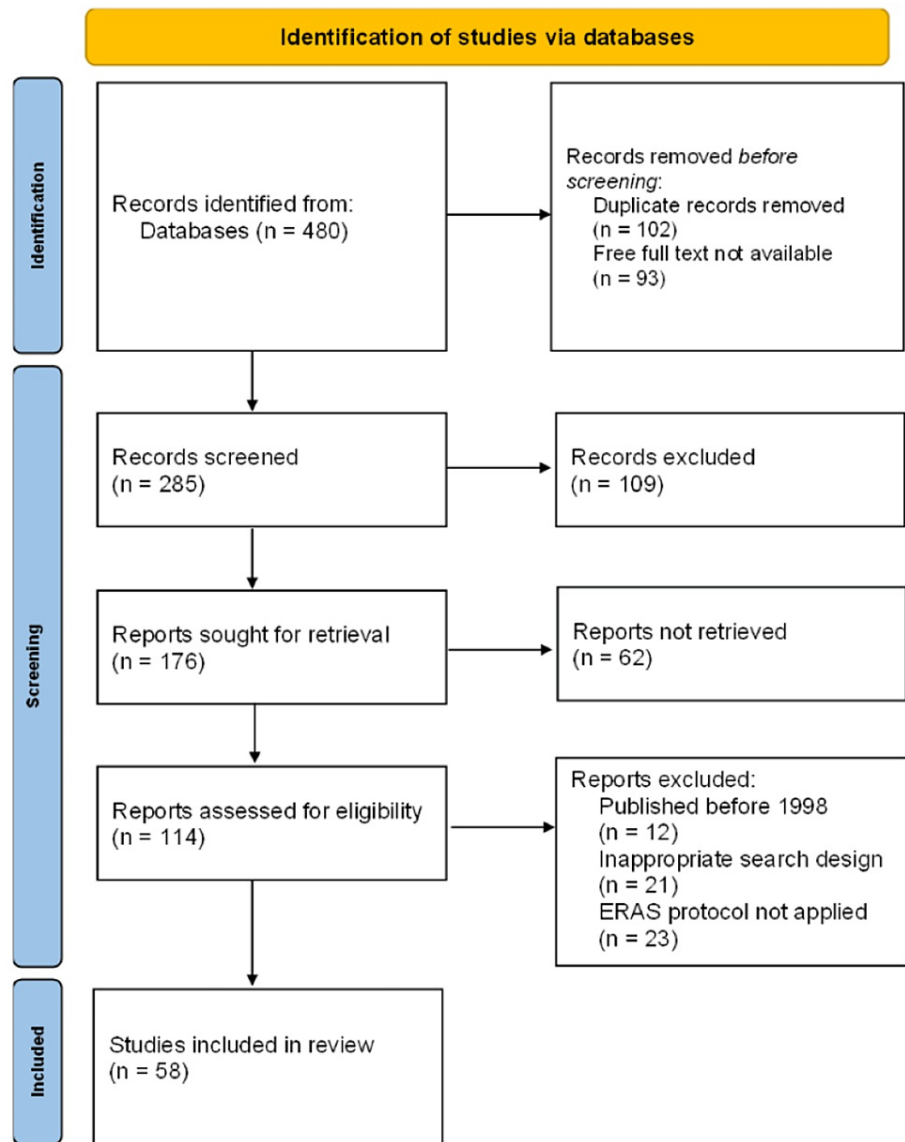 Identification of studies via databases
Identification
Records identified from:
Databases (n = 480)
Records removed before
screening:
Duplicate records removed
(n = 102)
Free full text not available
(n = 93)
Screening
Records screened
(n = 285)
Records excluded
(n = 109)
Reports sought for retrieval
(n = 176)
Reports not retrieved
(n = 62)
Reports assessed for eligibility
(n = 114)
Reports excluded:
Published before 1998
(n = 12)
Inappropriate search design
(n = 21)
ERAS protocol not applied
(n = 23)
Included
Studies included in review
(n = 58)